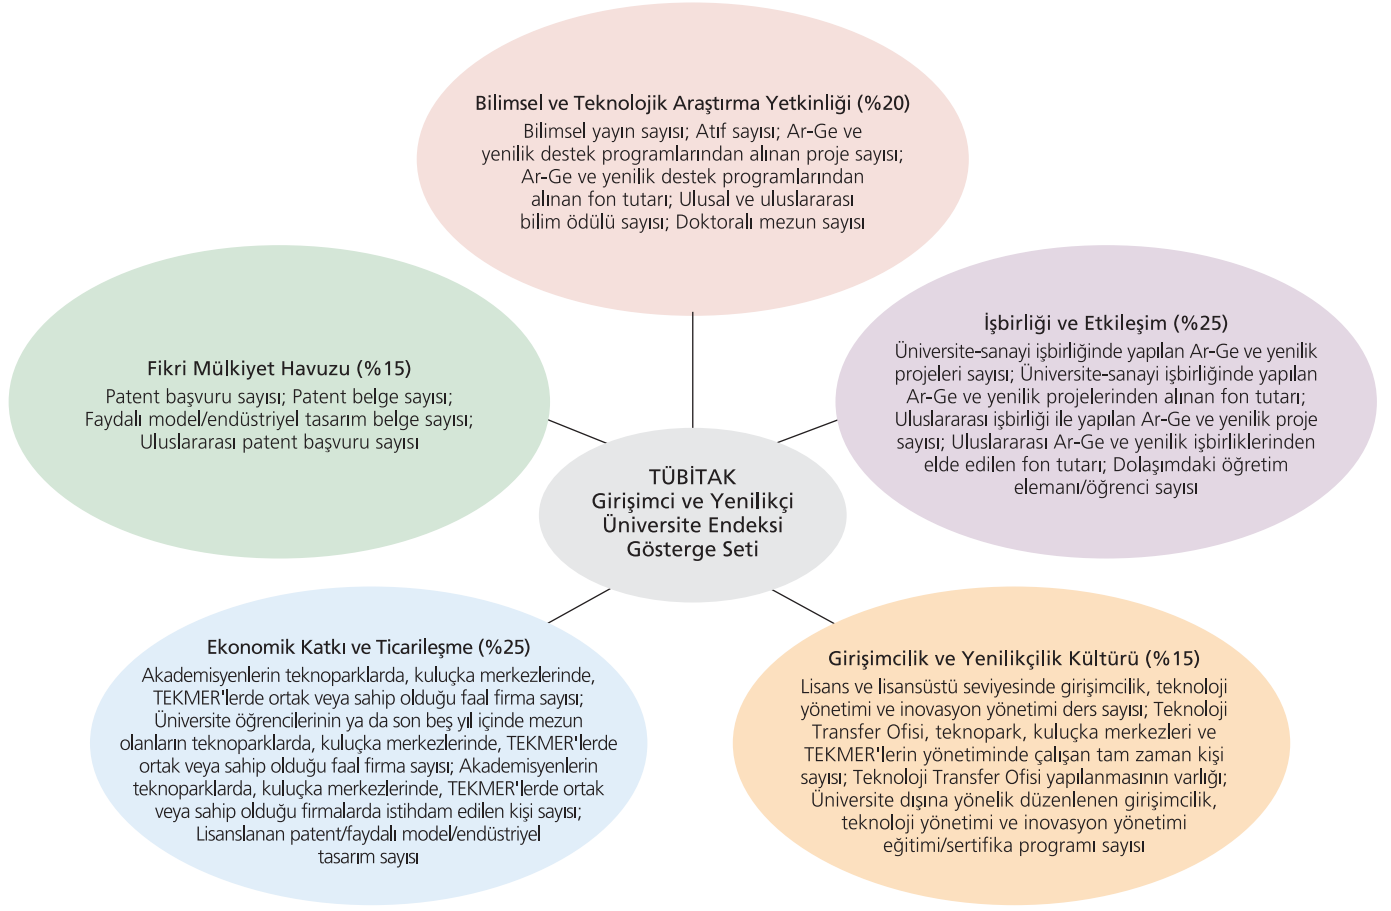 Bilimsel ve Teknolojik Araştırma Yetkinliği (%20)
Bilimsel yayın sayısı; Atıf sayısı; Ar-Ge ve
yenilik destek programlarından alınan proje sayısı;
Ar-Ge ve yenilik destek programlarından
alınan fon tutarı; Ulusal ve uluslararası
bilim ödülü sayısı; Doktoralı mezun sayısı
Fikri Mülkiyet Havuzu (%15)
Patent başvuru sayısı; Patent belge sayısı;
Faydalı model/endüstriyel tasarım belge sayısı;
Uluslararası patent başvuru sayısı
İşbirliği ve Etkileşim (%25)
Üniversite-sanayi işbirliğinde yapılan Ar-Ge ve yenilik
projeleri sayısı; Üniversite-sanayi işbirliğinde yapılan
Ar-Ge ve yenilik projelerinden alınan fon tutarı;
Uluslararası işbirliği ile yapılan Ar-Ge ve yenilik proje
sayısı; Uluslararası Ar-Ge ve yenilik işbirliklerinden
elde edilen fon tutarı; Dolaşımdaki öğretim
elemanı/öğrenci sayısı
TÜBİTAK
Girişimci ve Yenilikçi
Üniversite Endeksi
Gösterge Seti
Ekonomik Katkı ve Ticarileşme (%25)
Akademisyenlerin teknoparklarda, kuluçka merkezlerinde,
TEKMER'lerde ortak veya sahip olduğu faal firma sayısı;
Üniversite öğrencilerinin ya da son beş yıl içinde mezun
olanların teknoparklarda, kuluçka merkezlerinde, TEKMER'lerde
ortak veya sahip olduğu faal firma sayısı; Akademisyenlerin
teknoparklarda, kuluçka merkezlerinde, TEKMER'lerde ortak
veya sahip olduğu firmalarda istihdam edilen kişi sayısı;
Lisanslanan patent/faydalı model/endüstriyel
tasarım sayısı
Girişimcilik ve Yenilikçilik Kültürü (%15)
Lisans ve lisansüstü seviyesinde girişimcilik, teknoloji
yönetimi ve inovasyon yönetimi ders sayısı; Teknoloji
Transfer Ofisi, teknopark, kuluçka merkezleri ve
TEKMER'lerin yönetiminde çalışan tam zaman kişi
sayısı; Teknoloji Transfer Ofisi yapılanmasının varlığı;
Üniversite dışına yönelik düzenlenen girişimcilik,
teknoloji yönetimi ve inovasyon yönetimi
eğitimi/sertifika programı sayısı